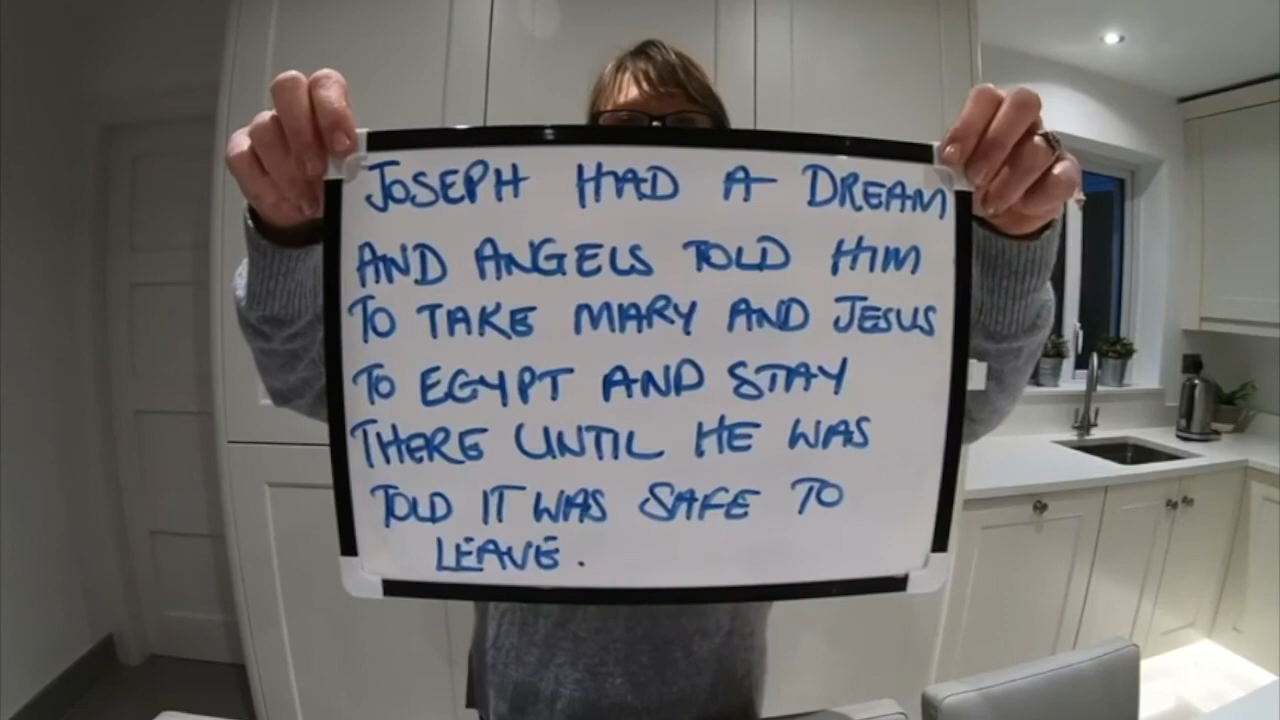 JOSEPH HAD A DREAM
AND ANGELS TOLD HIM
TO TAKE MARY AND JESUS
TO EGYPT AND STAY
THERE UNTIL HE WAS
TOLD IT WAS SAFE TO
LEAVE.